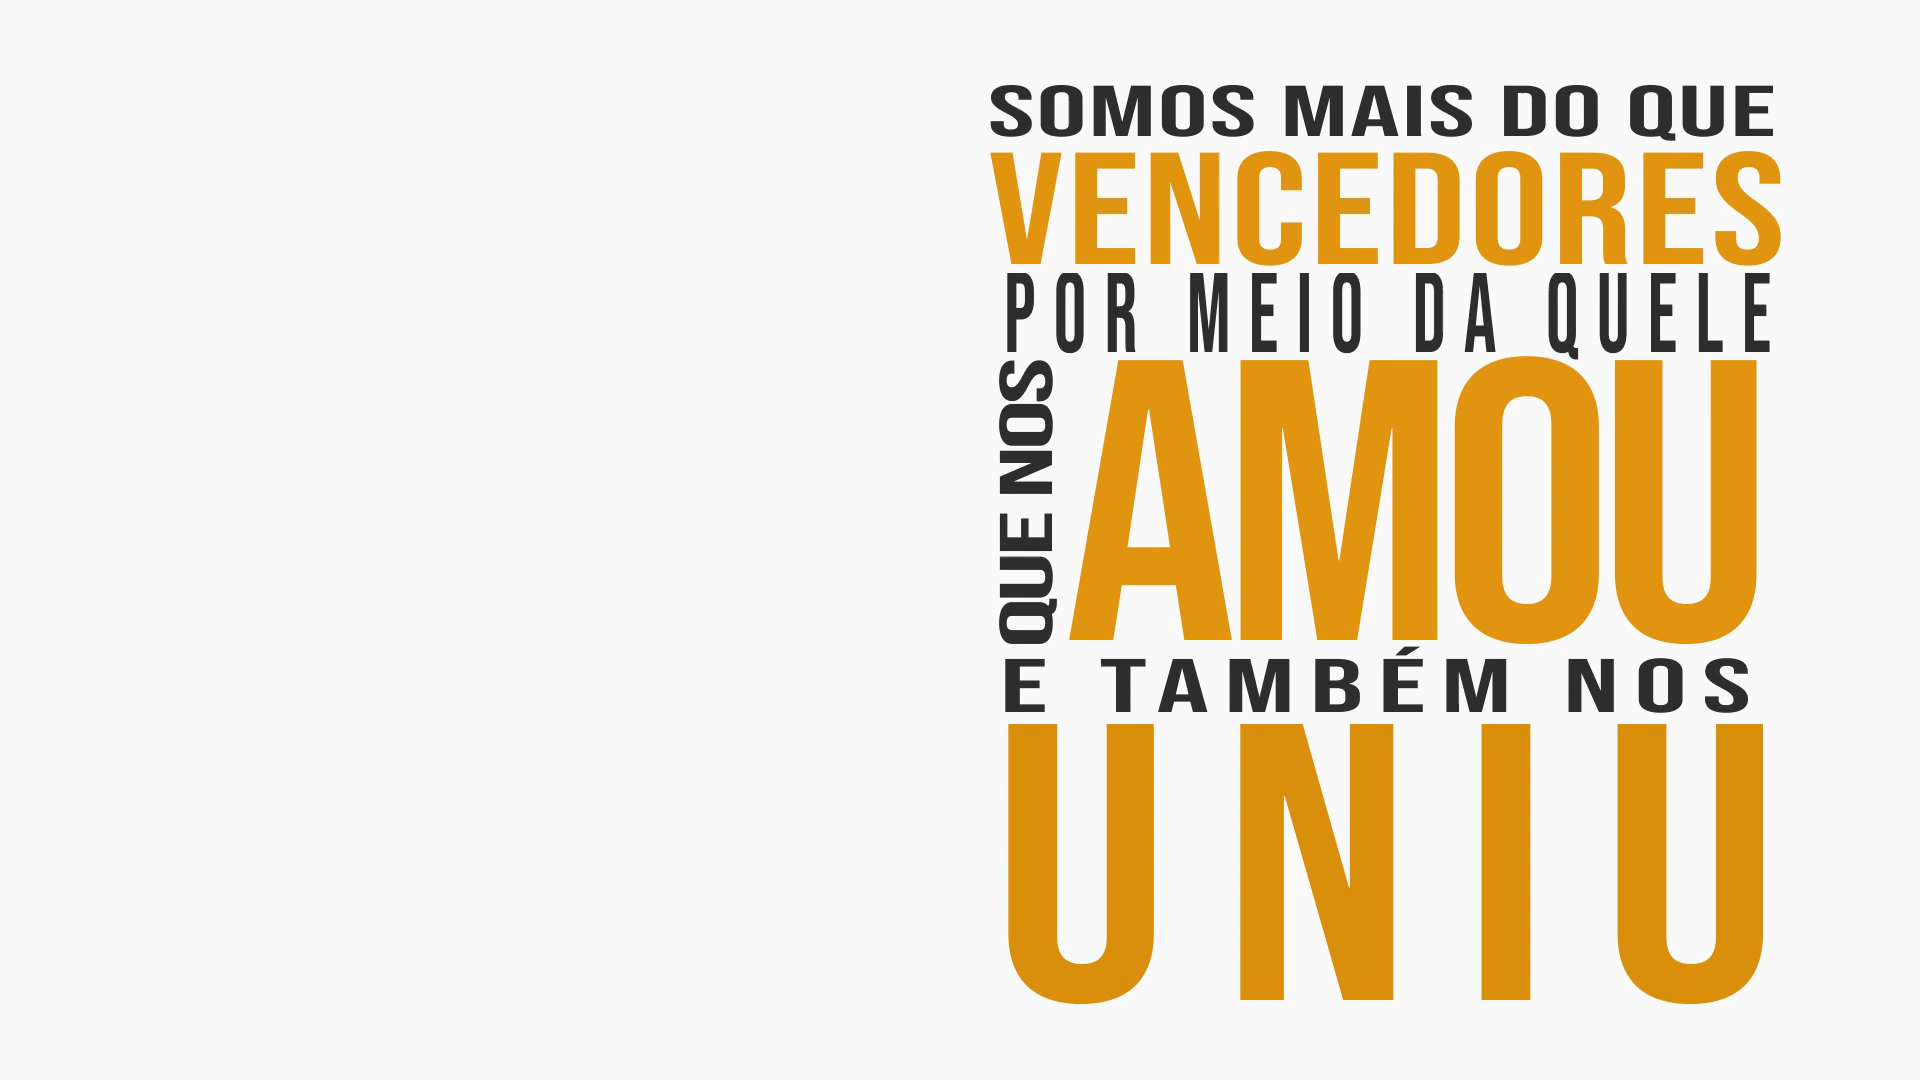 SOMOS MAIS DO QUE
VENCEDORES
POR MEIO DA QUELE
QUE NOS
AMOU
E TAMBÉM NOS
UNIU